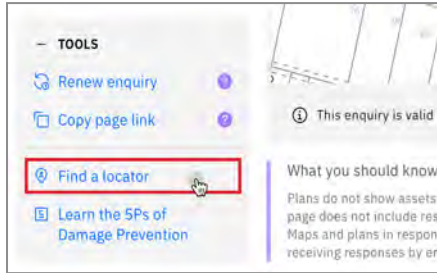 – TOOLS
Renew enquiry ?
Copy page link ?
Find a locator
5 Learn the 5Ps of
Damage Prevention
This enquiry is valid
What you should know
Plans do not show assets
page does not include res
Maps and plans in respon
receiving responses by em